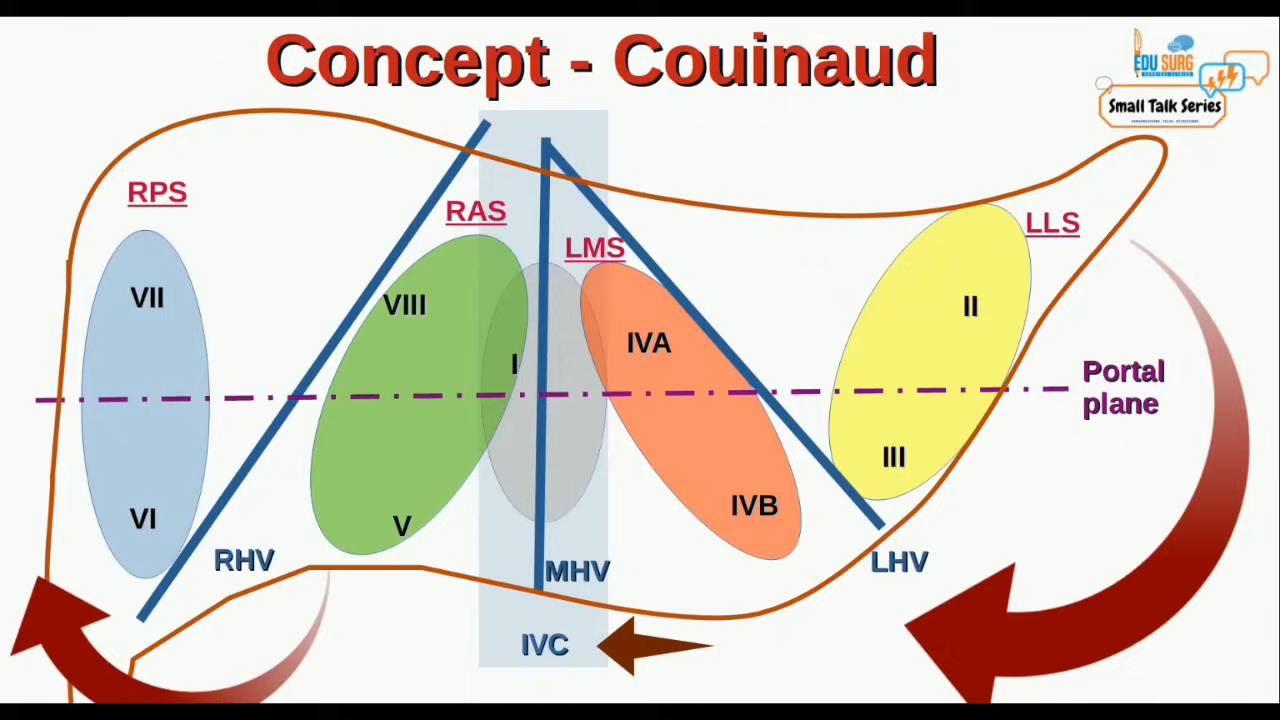 Concept - Couinaud
EDU SURG
Small Talk Series
RPS
RAS
LMS
LLS
VII
VIII
I
IVA
II
Portal
plane
III
VI
V
IVB
RHV
MHV
LHV
IVC